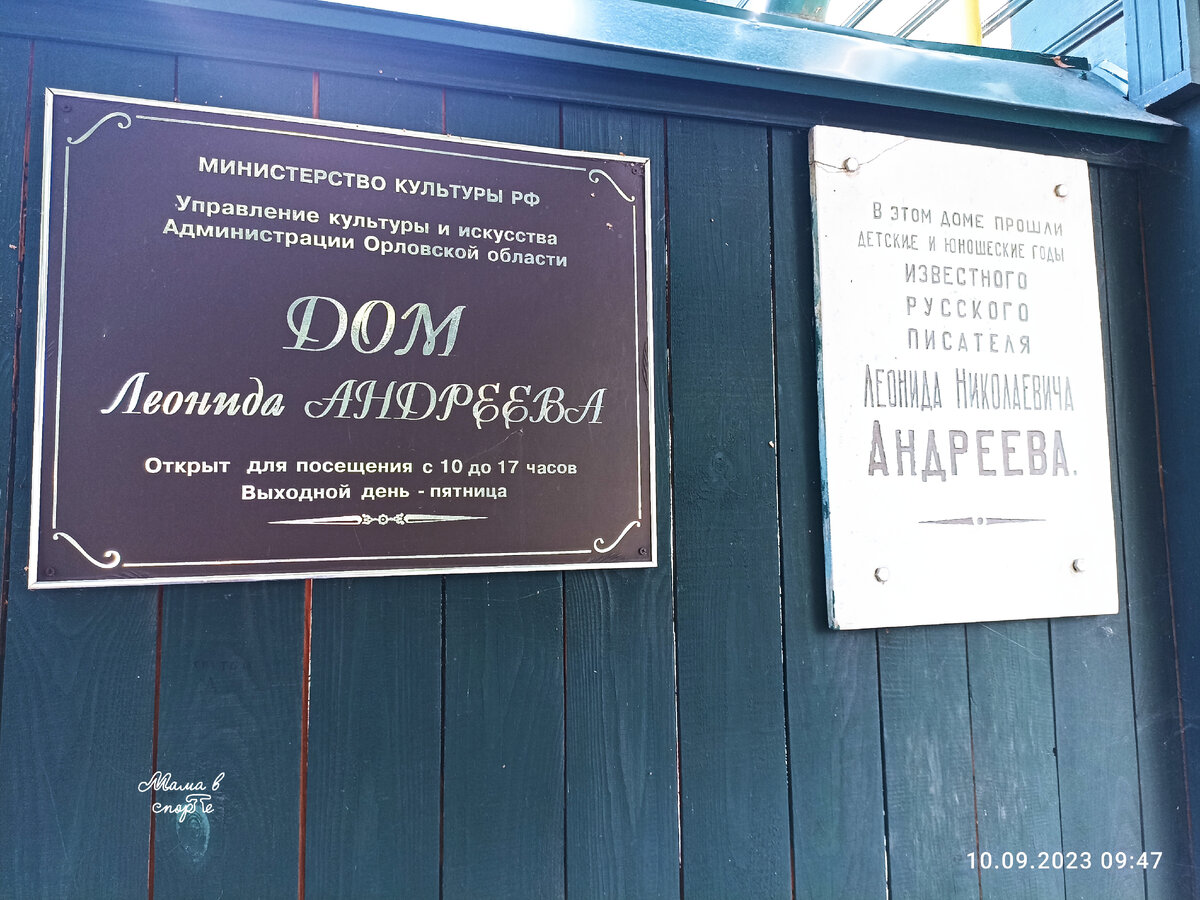 МИНИСТЕРСТВО КУЛЬТУРЫ РФ
Управление культуры и искусства
Администрации Орловской области
ДОМ
Леонида АНДРЕЕВА
Открыт для посещения с 10 до 17 часов
Выходной день - пятница
В ЭТОМ ДОМЕ ПРОШЛИ
ДЕТСКИЕ И ЮНОШЕСКИЕ ГОДЫ
ИЗВЕСТНОГО
РУССКОГО
ПИСАТЕЛЯ
ЛЕОНИДА НИКОЛАЕВИЧА
АНДРЕЕВА.
Мама в
спорТТе
10.09.2023 09:47